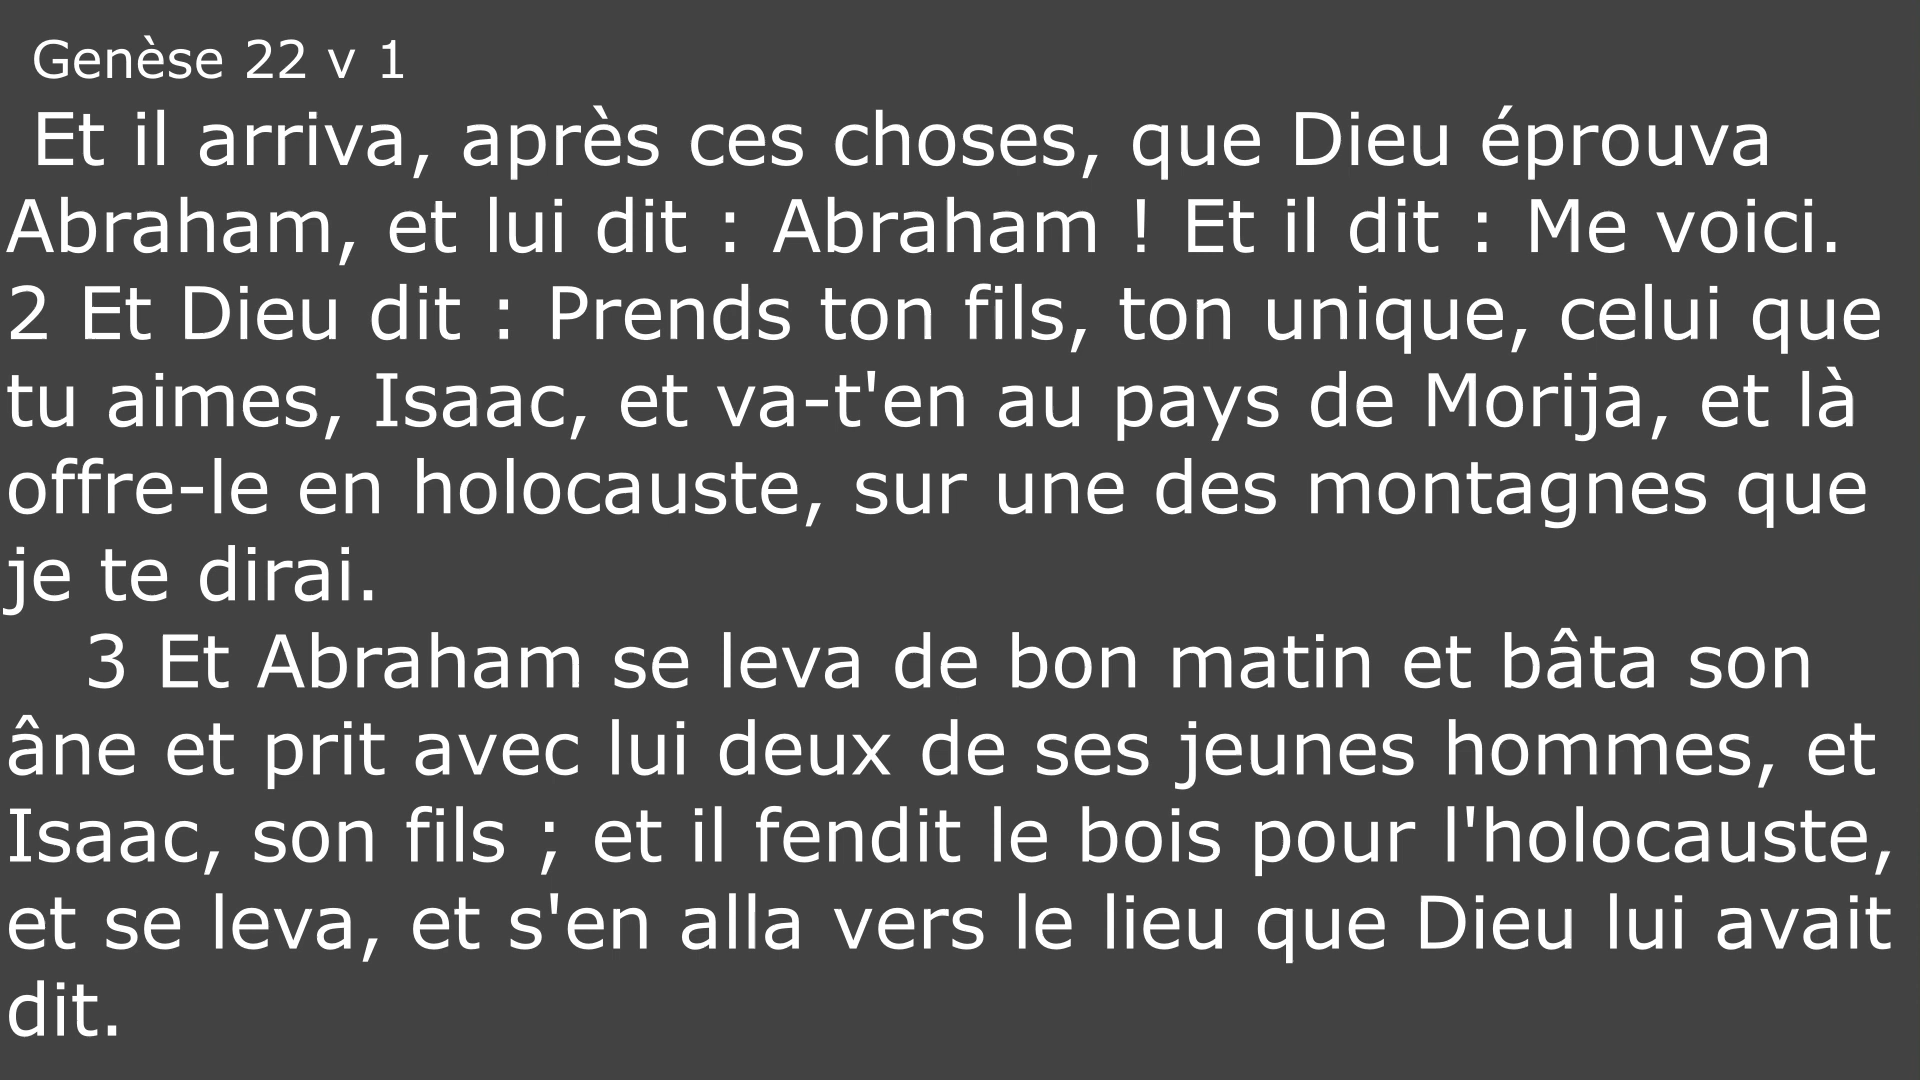 Genèse 22 v 1
Et il arriva, après ces choses, que Dieu éprouva
Abraham, et lui dit : Abraham ! Et il dit : Me voici.
2 Et Dieu dit : Prends ton fils, ton unique, celui que
tu aimes, Isaac, et va-t'en au pays de Morija, et là
offre-le en holocauste, sur une des montagnes que
je te dirai.
3 Et Abraham se leva de bon matin et bâta son
âne et prit avec lui deux de ses jeunes hommes, et
Isaac, son fils ; et il fendit le bois pour l'holocauste,
et se leva, et s'en alla vers le lieu que Dieu lui avait
dit.